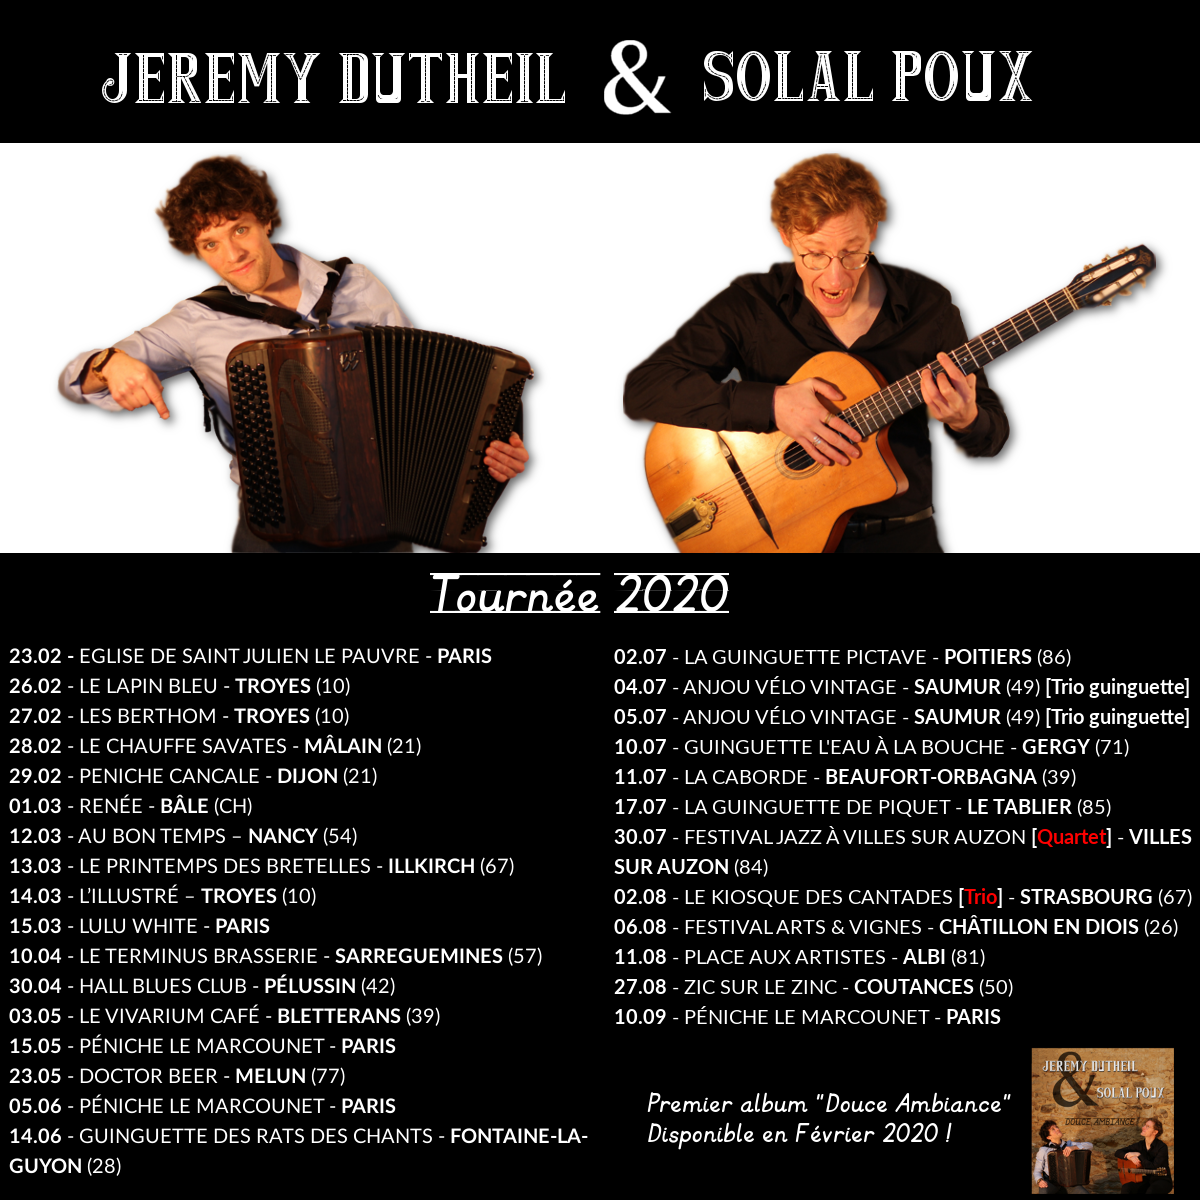 JEREMY DUTHEIL & SOLAL POUX
Tournée 2020
23.02 - EGLISE DE SAINT JULIEN LE PAUVRE - PARIS
26.02 - LE LAPIN BLEU - TROYES (10)
27.02 - LES BERTHOM - TROYES (10)
28.02 - LE CHAUFFE SAVATES - MÂLAIN (21)
29.02 - PENICHE CANCALE - DIJON (21)
01.03 - RENÉE - BÂLE (CH)
12.03 - AU BON TEMPS – NANCY (54)
13.03 - LE PRINTEMPS DES BRETELLES - ILLKIRCH (67)
14.03 - L’ILLUSTRÉ – TROYES (10)
15.03 - LULU WHITE - PARIS
10.04 - LE TERMINUS BRASSERIE - SARREGUEMINES (57)
30.04 - HALL BLUES CLUB - PÉLUSSIN (42)
03.05 - LE VIVARIUM CAFÉ - BLETTERANS (39)
15.05 - PÉNICHE LE MARCOUNET - PARIS
23.05 - DOCTOR BEER - MELUN (77)
05.06 - PÉNICHE LE MARCOUNET - PARIS
14.06 - GUINGUETTE DES RATS DES CHANTS - FONTAINE-LA-
GUYON (28)
02.07 - LA GUINGUETTE PICTAVE - POITIERS (86)
04.07 - ANJOU VÉLO VINTAGE - SAUMUR (49) [Trio guinguette]
05.07 - ANJOU VÉLO VINTAGE - SAUMUR (49) [Trio guinguette]
10.07 - GUINGUETTE L'EAU À LA BOUCHE - GERGY (71)
11.07 - LA CABORDE - BEAUFORT-ORBAGNA (39)
17.07 - LA GUINGUETTE DE PIQUET - LE TABLIER (85)
30.07 - FESTIVAL JAZZ À VILLES SUR AUZON [Quartet] - VILLES
SUR AUZON (84)
02.08 - LE KIOSQUE DES CANTADES [Trio] - STRASBOURG (67)
06.08 - FESTIVAL ARTS & VIGNES - CHÂTILLON EN DIOIS (26)
11.08 - PLACE AUX ARTISTES - ALBI (81)
27.08 - ZIC SUR LE ZINC - COUTANCES (50)
10.09 - PÉNICHE LE MARCOUNET - PARIS
Premier album "Douce Ambiance"
Disponible en Février 2020 !
JEREMY DUTHEIL
&
SOLAL POUX
DOUCE AMBIANCE